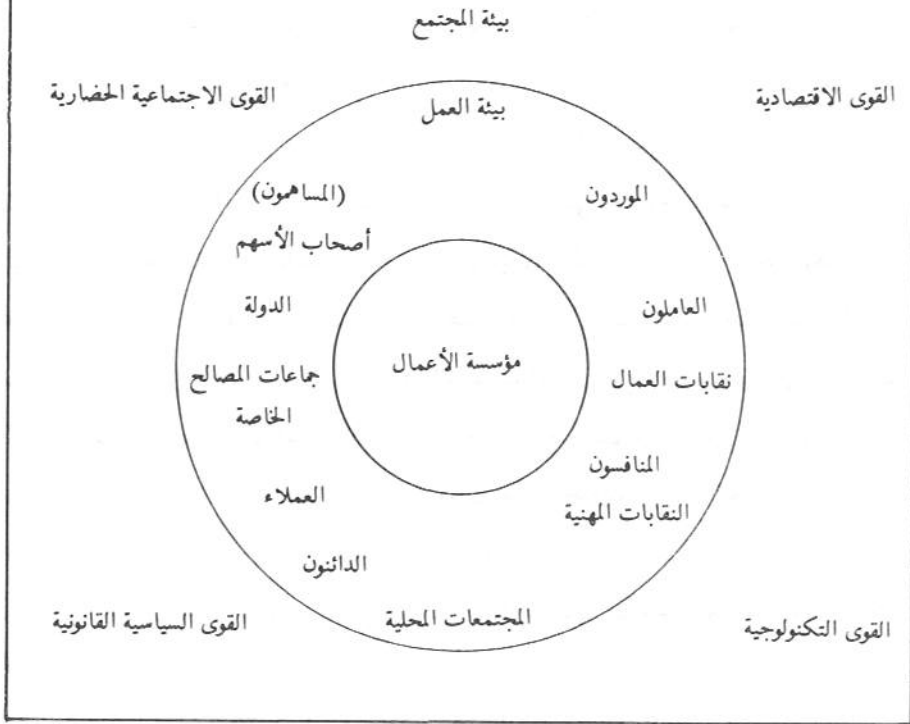 بيئة المجتمع
القوى الاقتصادية
القوى الاجتماعية الحضارية
بيئة العمل
الموردون
(المساهمون)
أصحاب الأسهم
العاملون
الدولة
مؤسسة الأعمال
نقابات العمال
جماعات المصالح
الخاصة
المنافسون
النقابات المهنية
العملاء
الدائنون
المجتمعات المحلية
القوى التكنولوجية
القوى السياسية القانونية